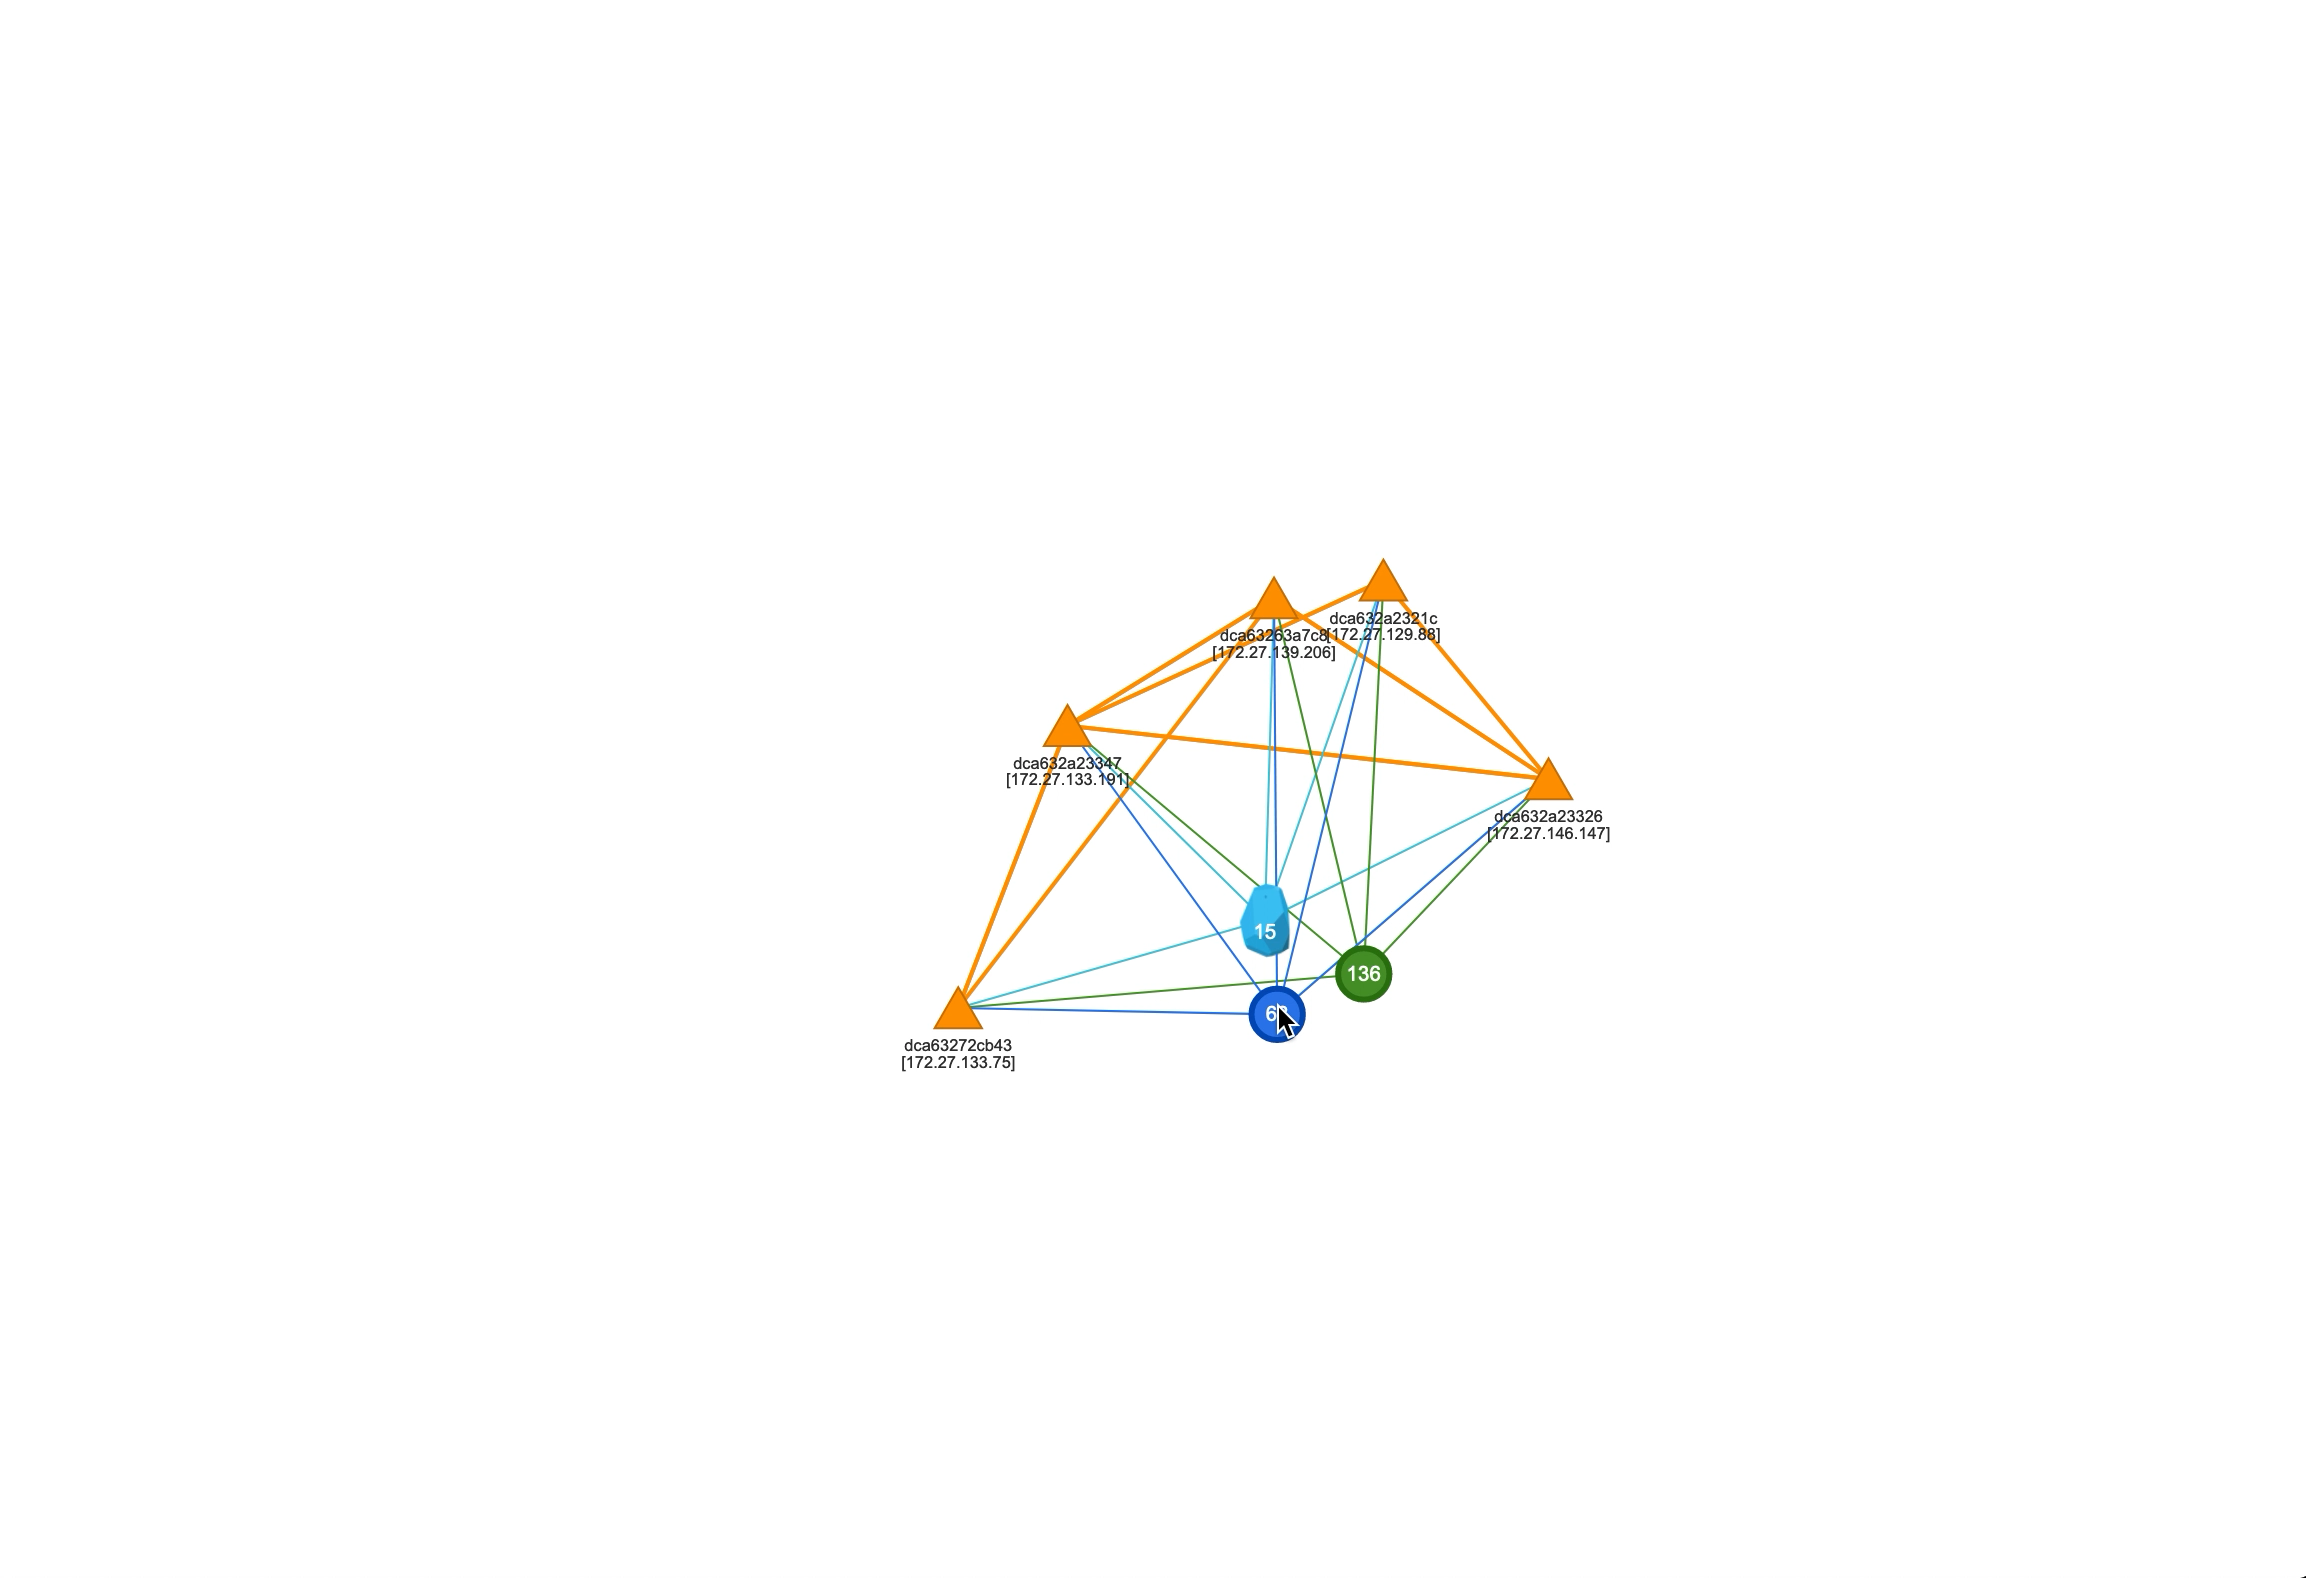 dca632a2321c
[172.27.129.88]
dca63263a7c8
[172.27.139.206]
dca632a23347
[172.27.133.191]
dca632a23326
[172.27.146.147]
15
136
dca63272cb43
[172.27.133.75]